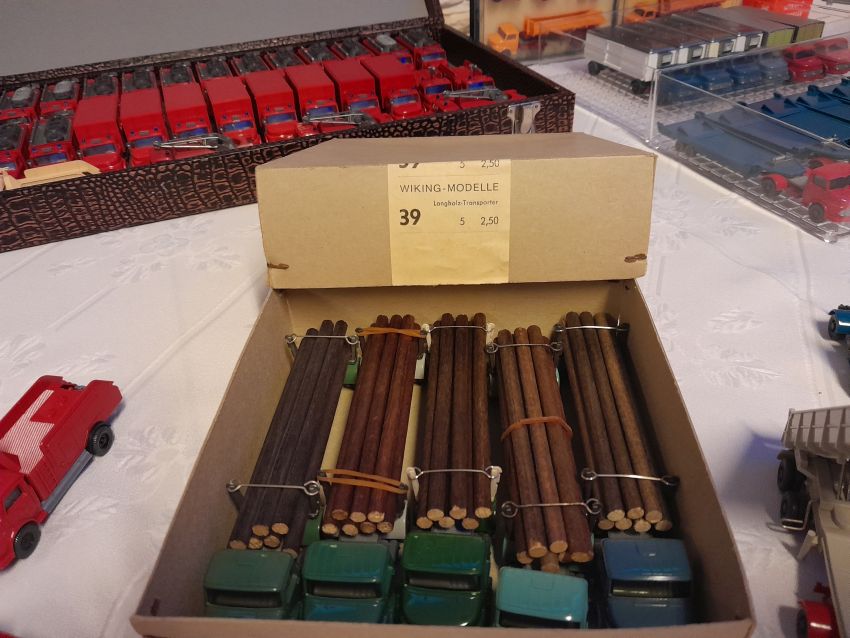 39 5 2,50
WIKING-MODELLE
Langholz-Transporter
39 5 2,50